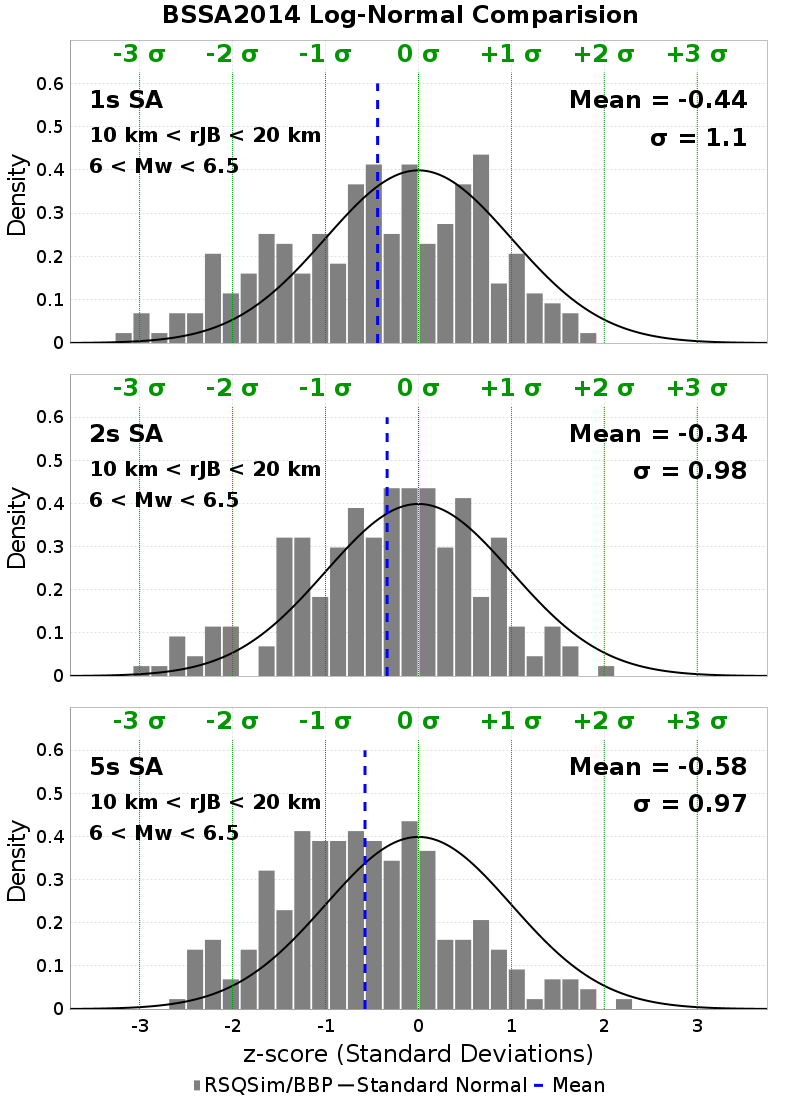 BSSA2014 Log-Normal Comparision
-3 σ -2 σ -1 σ 0 σ +1 σ +2 σ +3 σ
0.6
1s SA
Mean = -0.44
0.5
10 km < rJB < 20 km
σ = 1.1
0.4
6 < Mw < 6.5
Density
0.3
0.2
0.1
0
-3 σ -2 σ -1 σ 0 σ +1 σ +2 σ +3 σ
0.6
2s SA
Mean = -0.34
0.5
10 km < rJB < 20 km
σ = 0.98
0.4
6 < Mw < 6.5
Density
0.3
0.2
0.1
0
-3 σ -2 σ -1 σ 0 σ +1 σ +2 σ +3 σ
0.6
5s SA
Mean = -0.58
0.5
10 km < rJB < 20 km
σ = 0.97
0.4
6 < Mw < 6.5
Density
0.3
0.2
0.1
0
-3 -2 -1 0 1 2 3
z-score (Standard Deviations)
RSQSim/BBP Standard Normal Mean